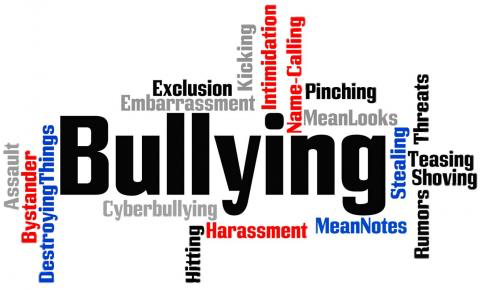 Kicking
Intimidation
Name-Calling
Exclusion
Pinching
Embarrassment
MeanLooks
Threats
Assault
Bystander
DestroyingThings
Bullying
Stealing
Teasing
Shoving
Cyberbullying
Harassment
MeanNotes
Rumors
Hitting